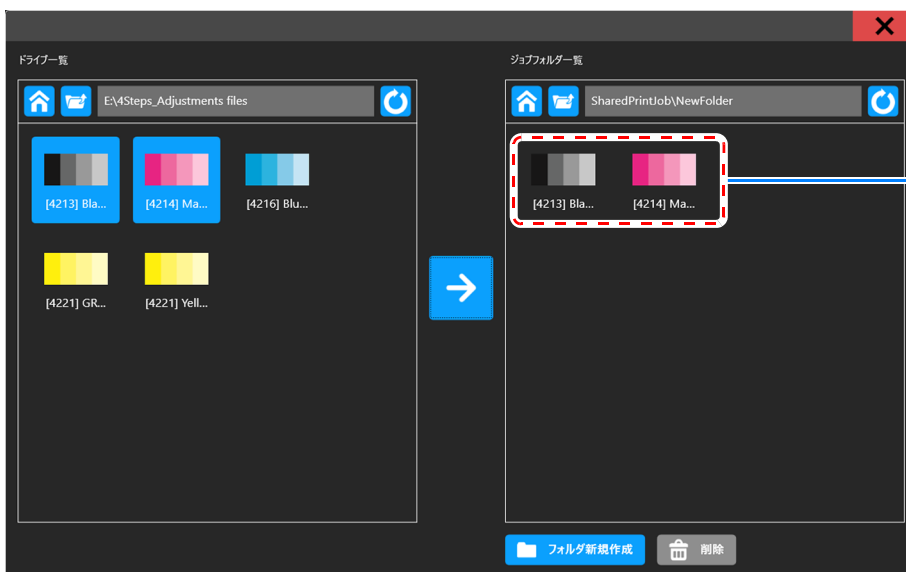 ドライブ一覧
ジョブフォルダ一覧
E:\4Steps_Adjustments files
SharedPrintJob\NewFolder
[4213] Bla...
[4214] Ma...
[4216] Blu...
[4213] Bla...
[4214] Ma...
[4221] GR...
[4221] Yell...
フォルダ新規作成
削除